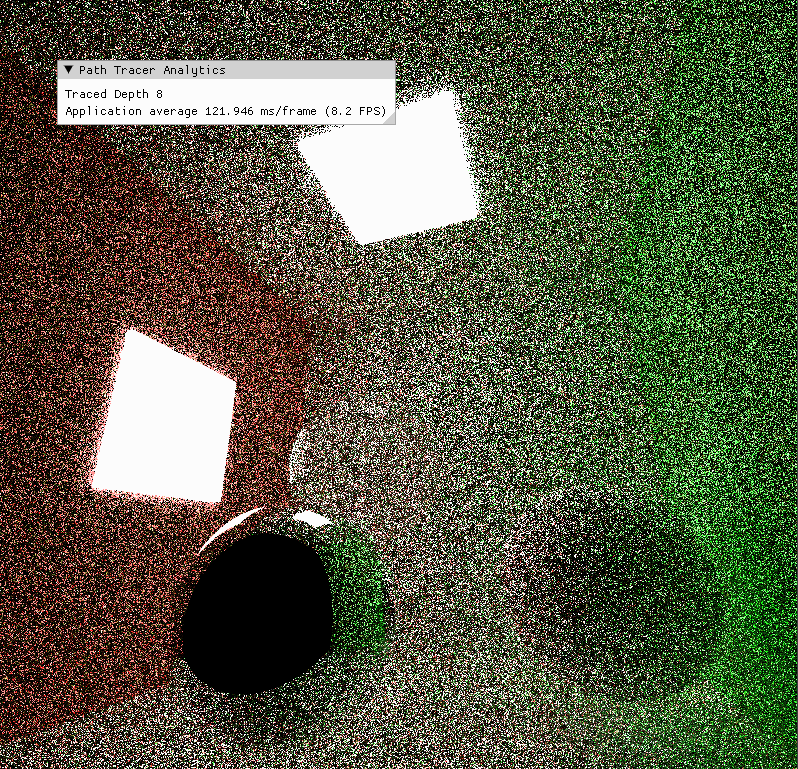 ▼ Path Tracer Analytics
Traced Depth 8
Application average 121.946 ms/frame (8.2 FPS)